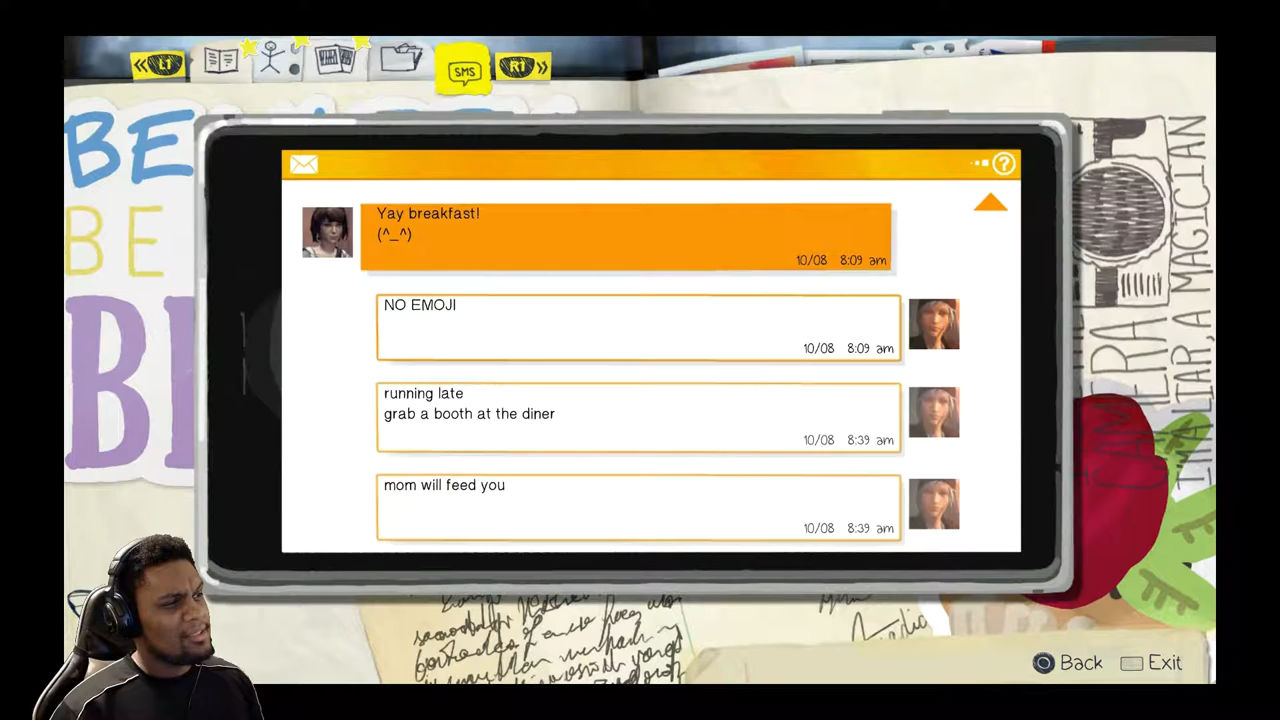 L1
SMS
R1
BE
BE
Yay breakfast!
(^_^)
10/08 8:09 am
NO EMOJI
10/08 8:09 am
running late
grab a booth at the diner
10/08 8:39 am
mom will feed you
10/08 8:39 am
A MAGICIAN
Back
Exit